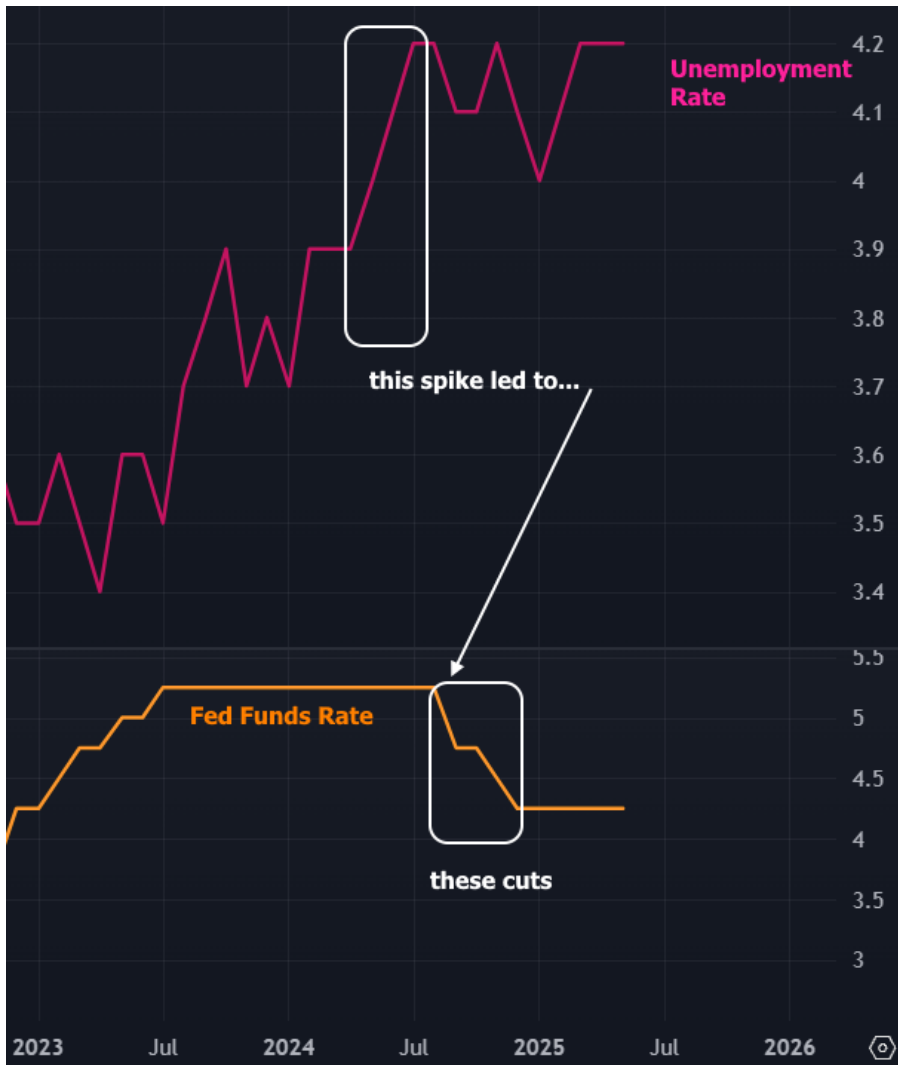 4.2
Unemployment
Rate
4.1
4
3.9
3.8
this spike led to...
3.7
3.6
3.5
3.4
5.5
Fed Funds Rate
5
4.5
4
these cuts
3.5
3
2023 Jul 2024 Jul 2025 Jul 2026